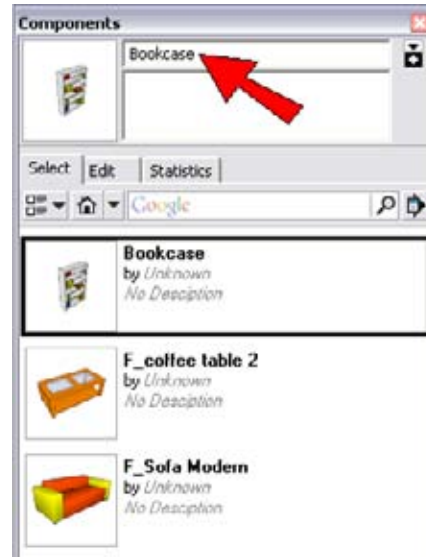 Components
Bookcase
Select Edit Statistics
Google
Bookcase
by Unknown
No Desciption
F_coffee table 2
by Unknown
No Desciption
F_Sofa Modern
by Unknown
No Desciption